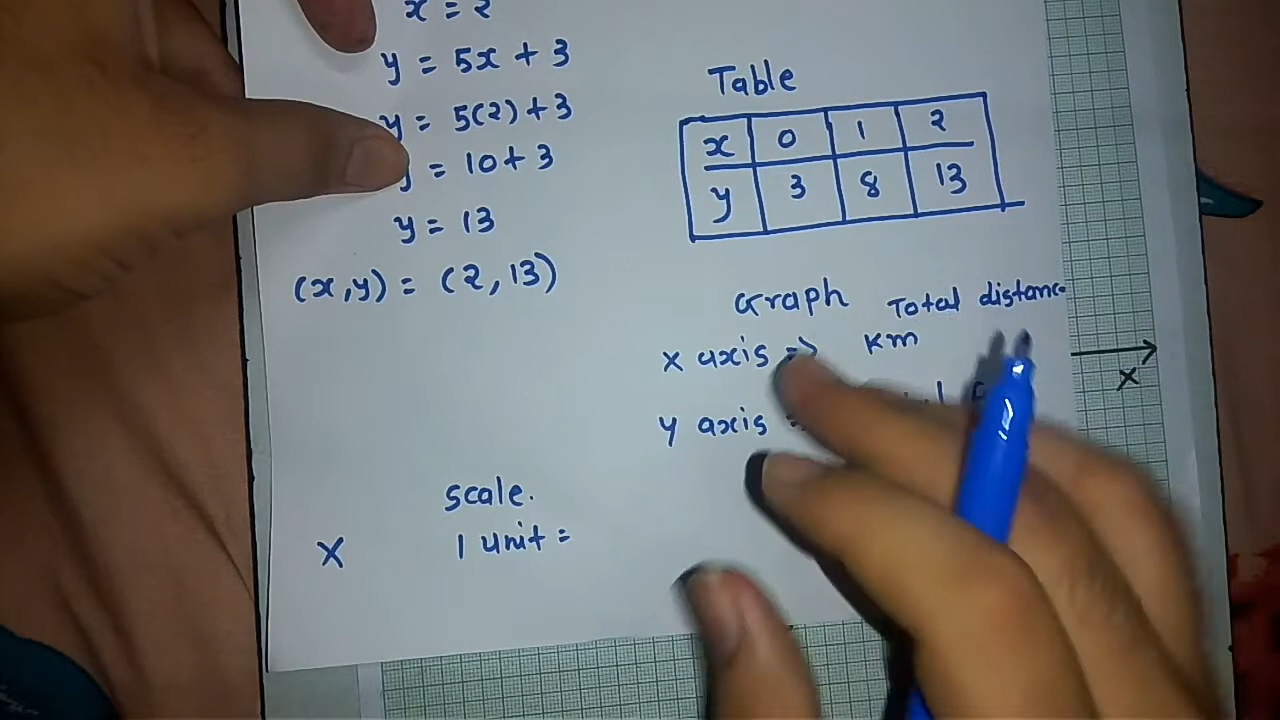 x = 2
y = 5x + 3
y = 5(2) + 3
= 10 + 3
y = 13
(x, y) = (2, 13)
Table
x 0 1 2
y 3 8 13
Graph
x axis => Total distance km
y axis
scale.
1 unit =
X
X